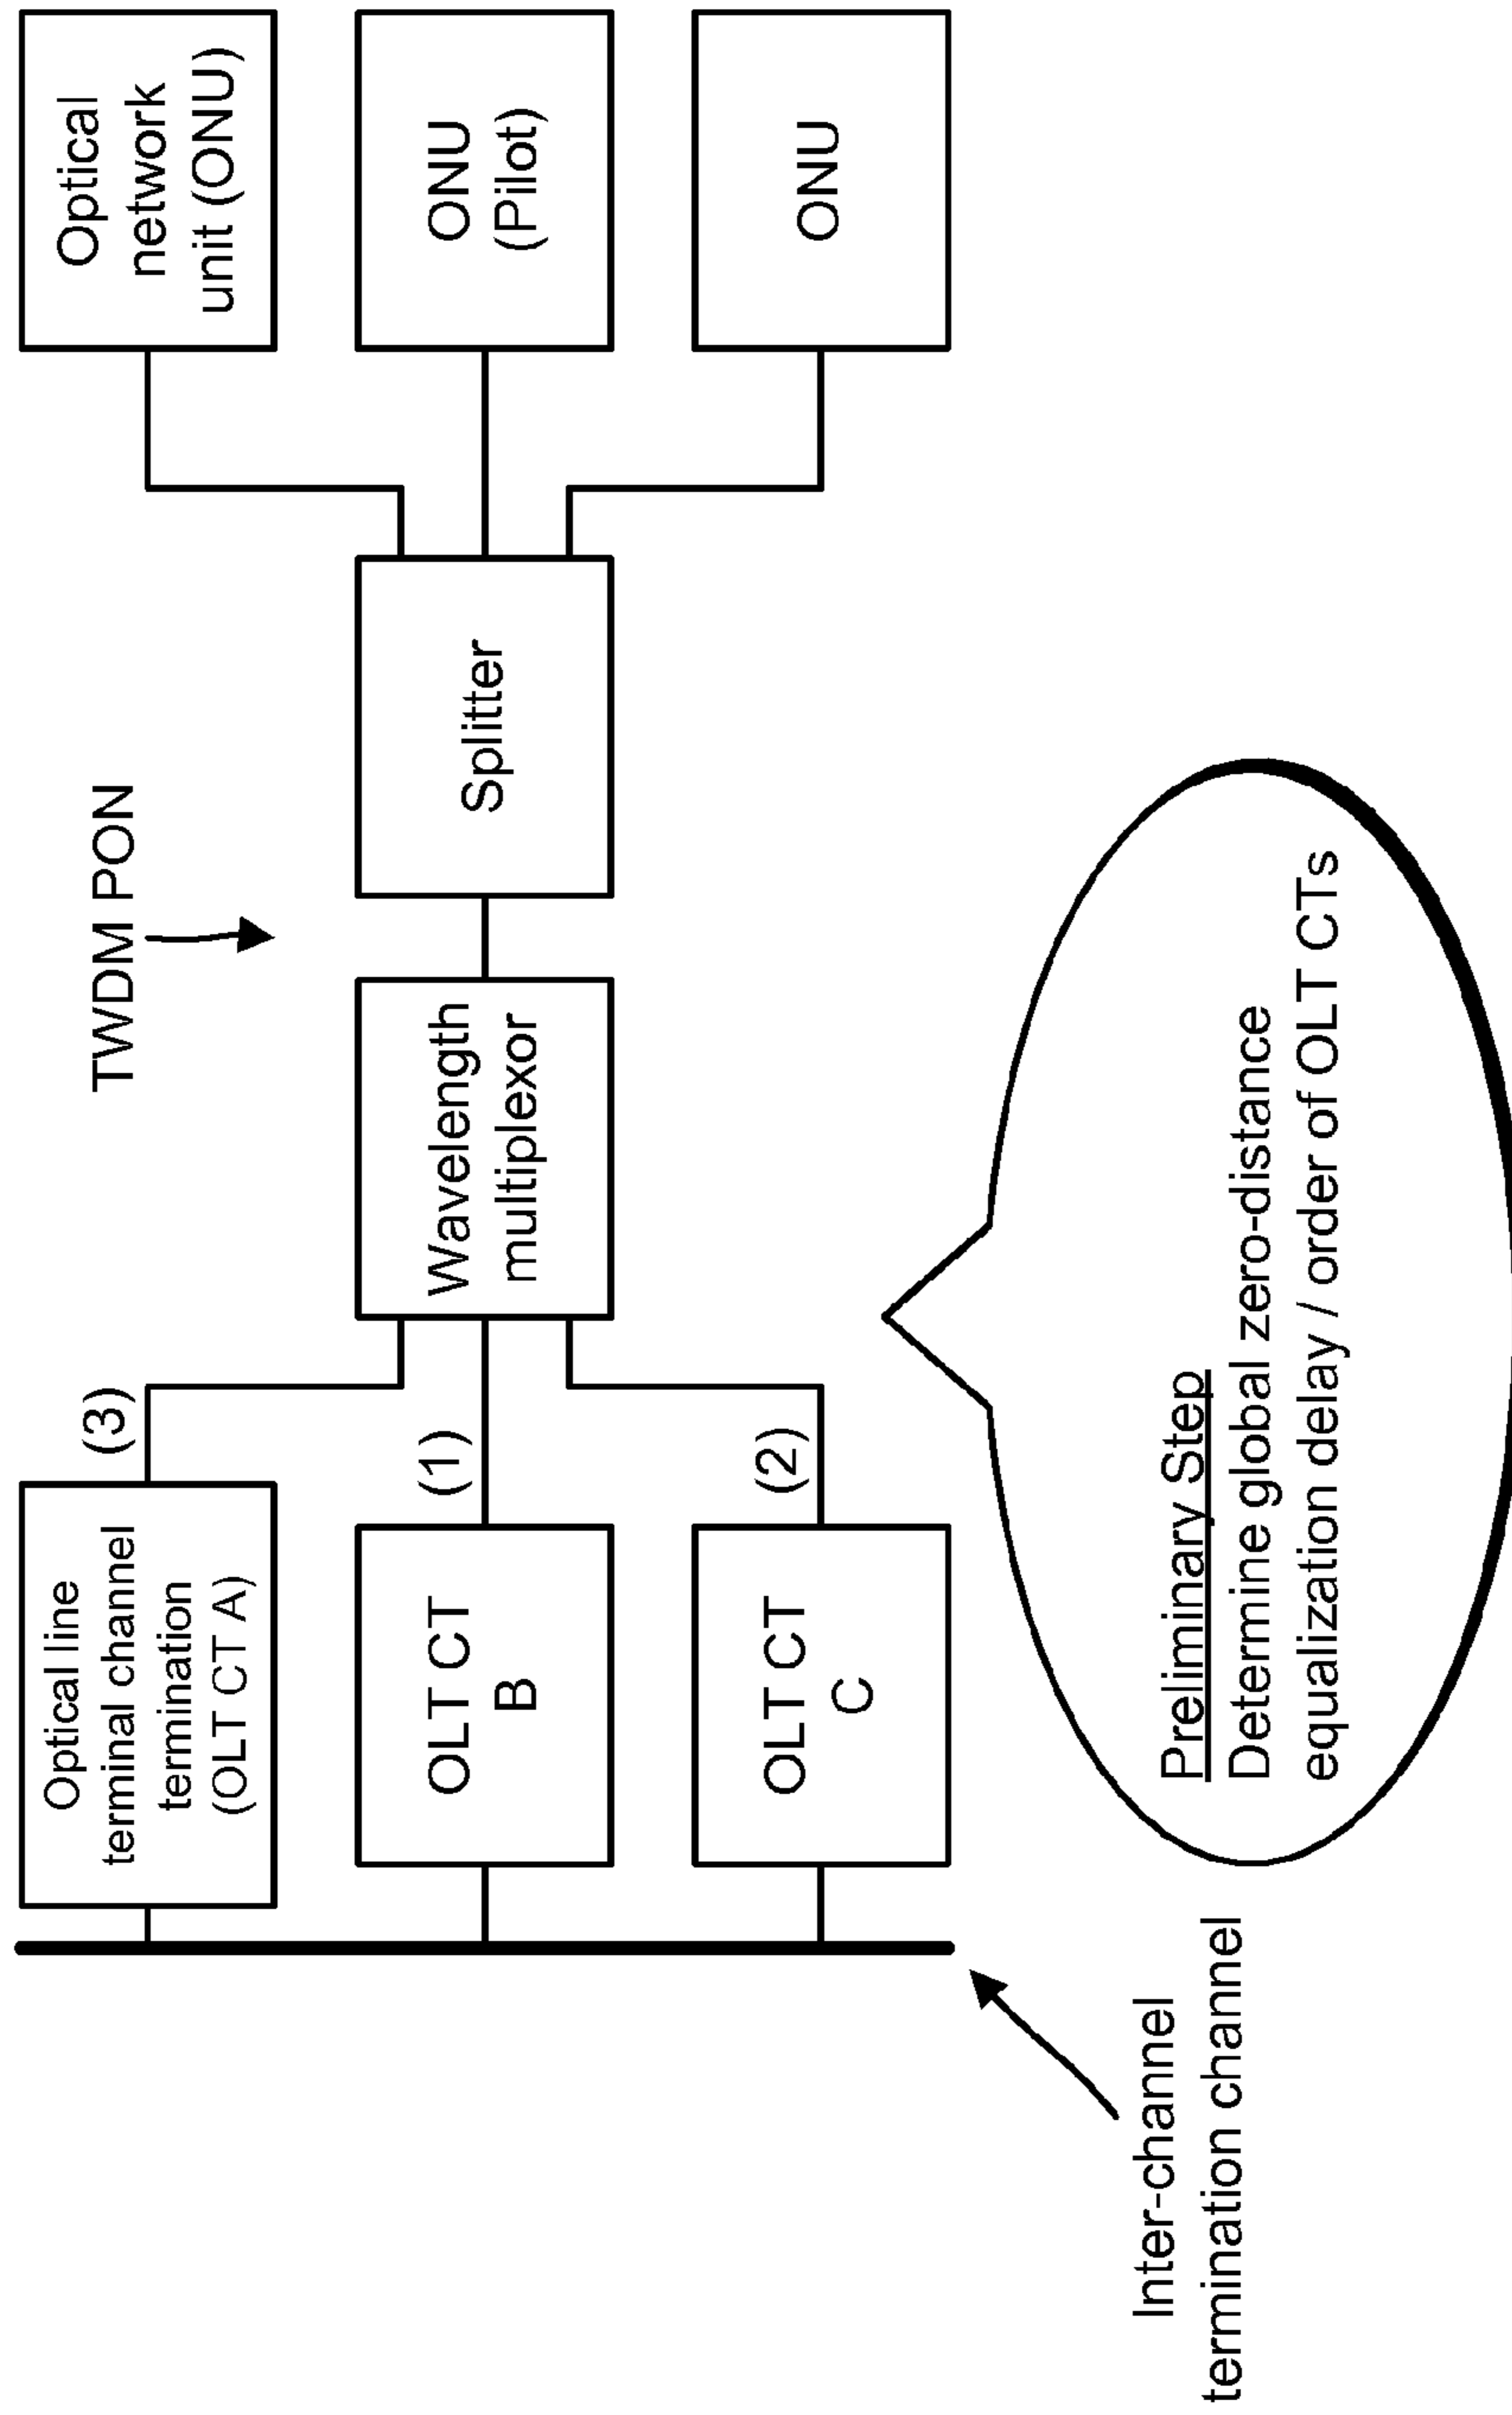 TWDM PON
Optical line
terminal channel
termination
(OLT CT A)
(3)
Optical
network
unit (ONU)
OLT CT
B
(1)
Wavelength
multiplexor
Splitter
ONU
(Pilot)
OLT CT
C
(2)
ONU
Inter-channel
termination channel
Preliminary Step
Determine global zero-distance
equalization delay / order of OLT CTs